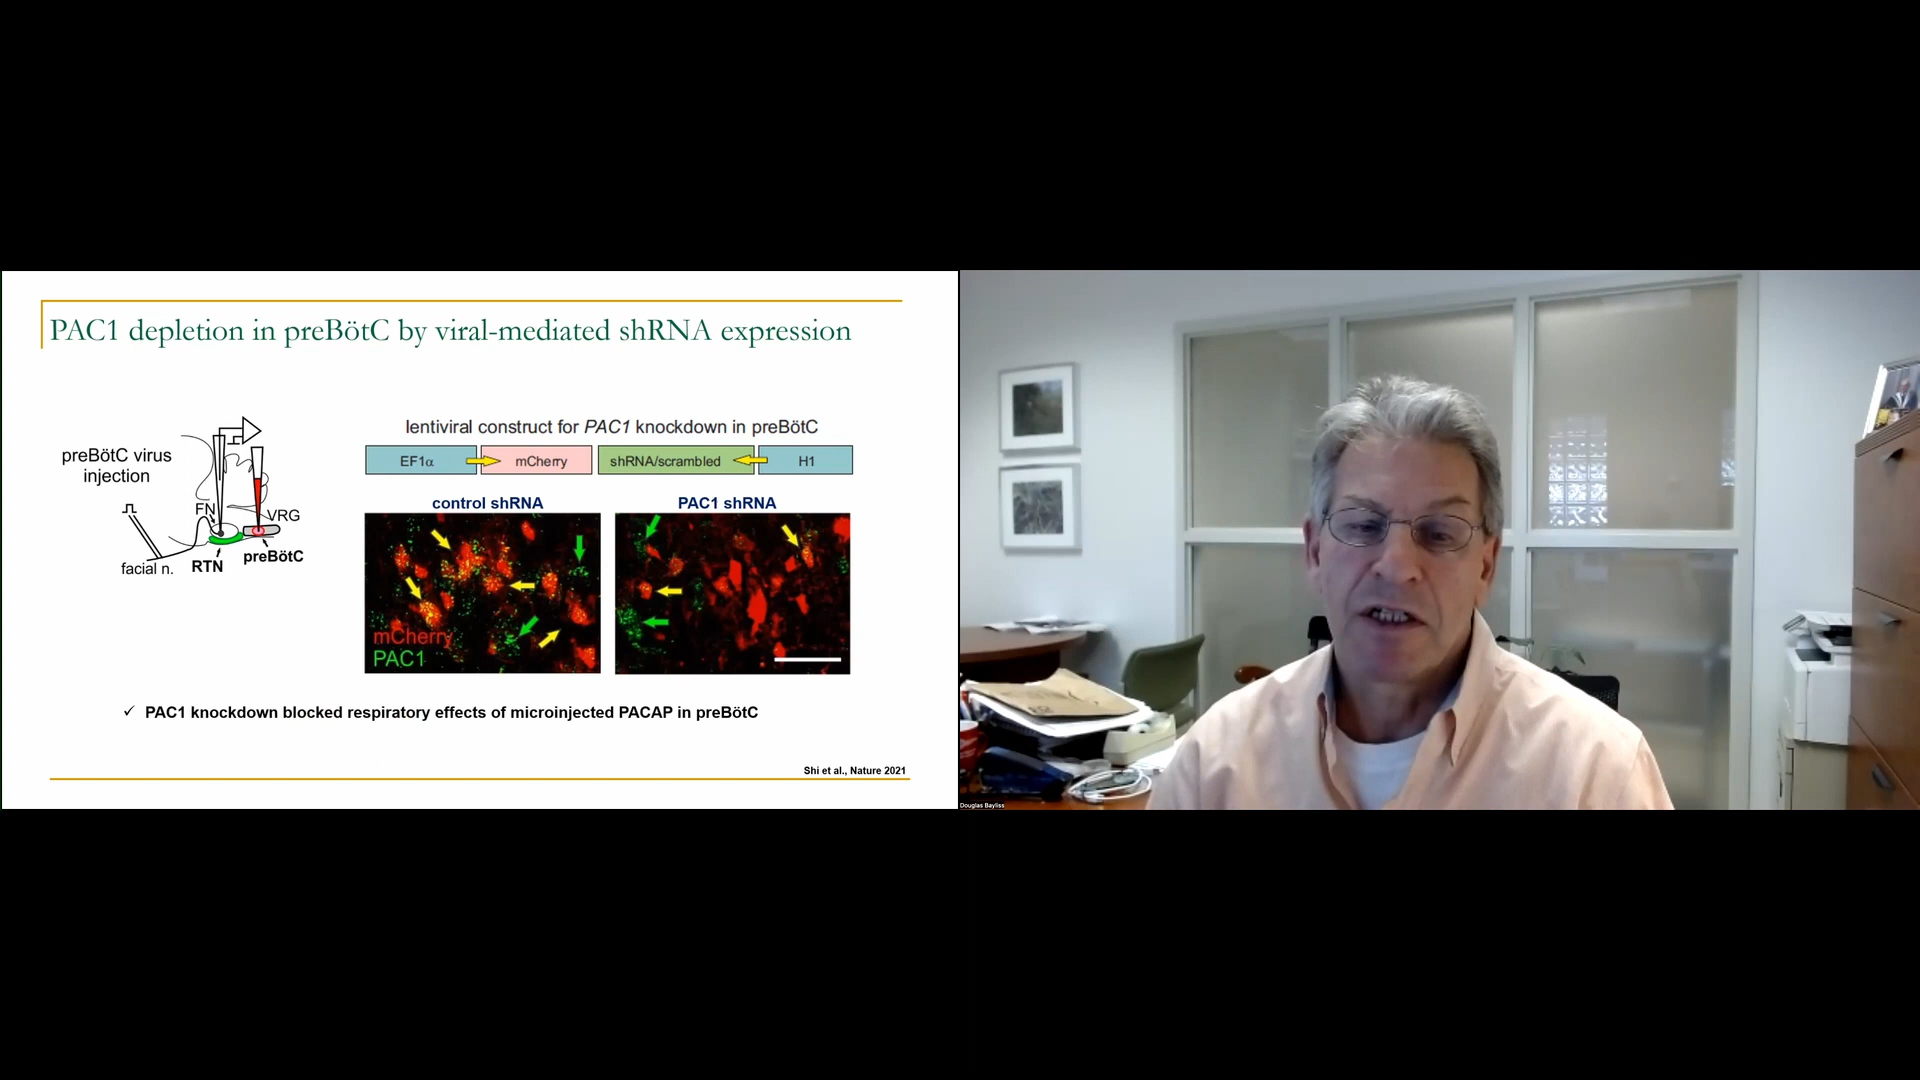 PAC1 depletion in preBötC by viral-mediated shRNA expression
preBötC virus
injection
FN
VRG
facial n.
RTN
preBötC
lentiviral construct for PAC1 knockdown in preBötC
EF1α
mCherry
shRNA/scrambled
H1
control shRNA
PAC1 shRNA
mCherry
PAC1
✓ PAC1 knockdown blocked respiratory effects of microinjected PACAP in preBötC
Shi et al., Nature 2021
Douglas Bayliss